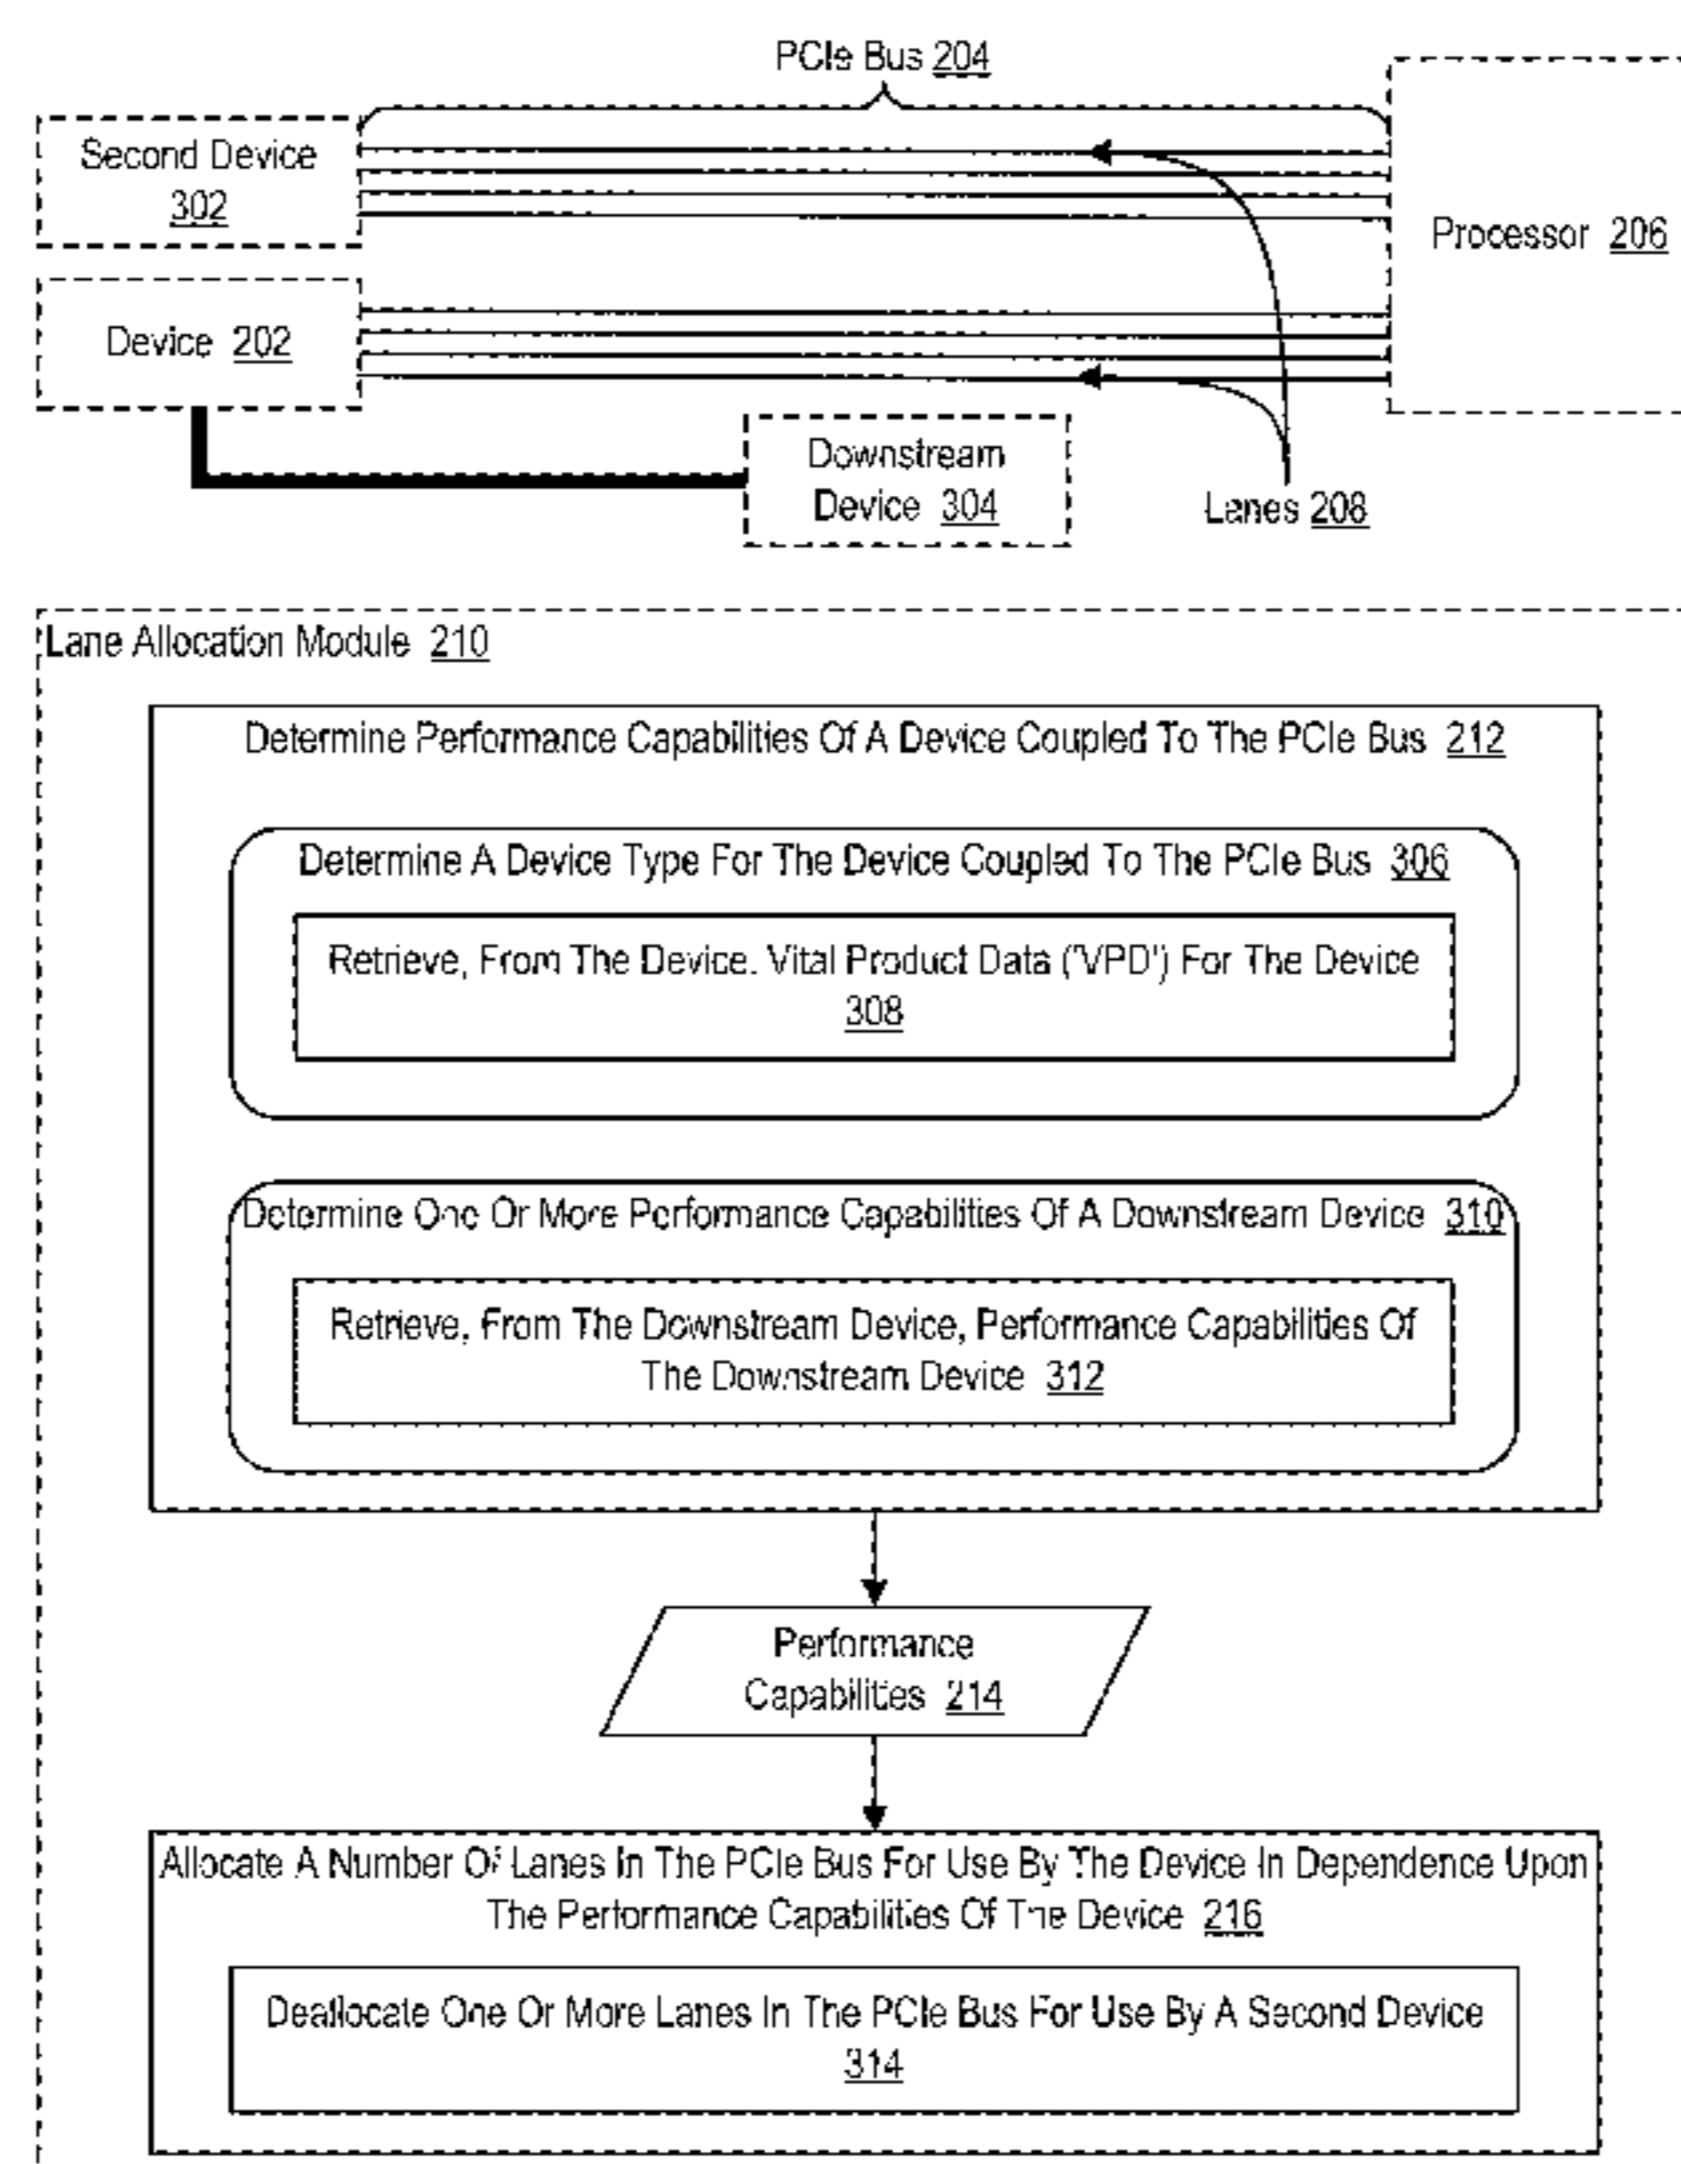 PCIe Bus 204
Second Device
302
Processor 206
Device 202
Downstream
Device 304
Lanes 208
Lane Allocation Module 210
Determine Performance Capabilities Of A Device Coupled To The PCIe Bus 212
Determine A Device Type For The Device Coupled To The PCIe Bus 306
Retrieve, From The Device. Vital Product Data ('VPD') For The Device
308
Determine One Or More Performance Capabilities Of A Downstream Device 310
Retrieve, From The Downstream Device, Performance Capabilities Of
The Downstream Device 312
Performance
Capabilities 214
Allocate A Number Of Lanes In The PCIe Bus For Use By The Device In Dependence Upon
The Performance Capabilities Of The Device 216
Deallocate One Or More Lanes In The PCIe Bus For Use By A Second Device
314